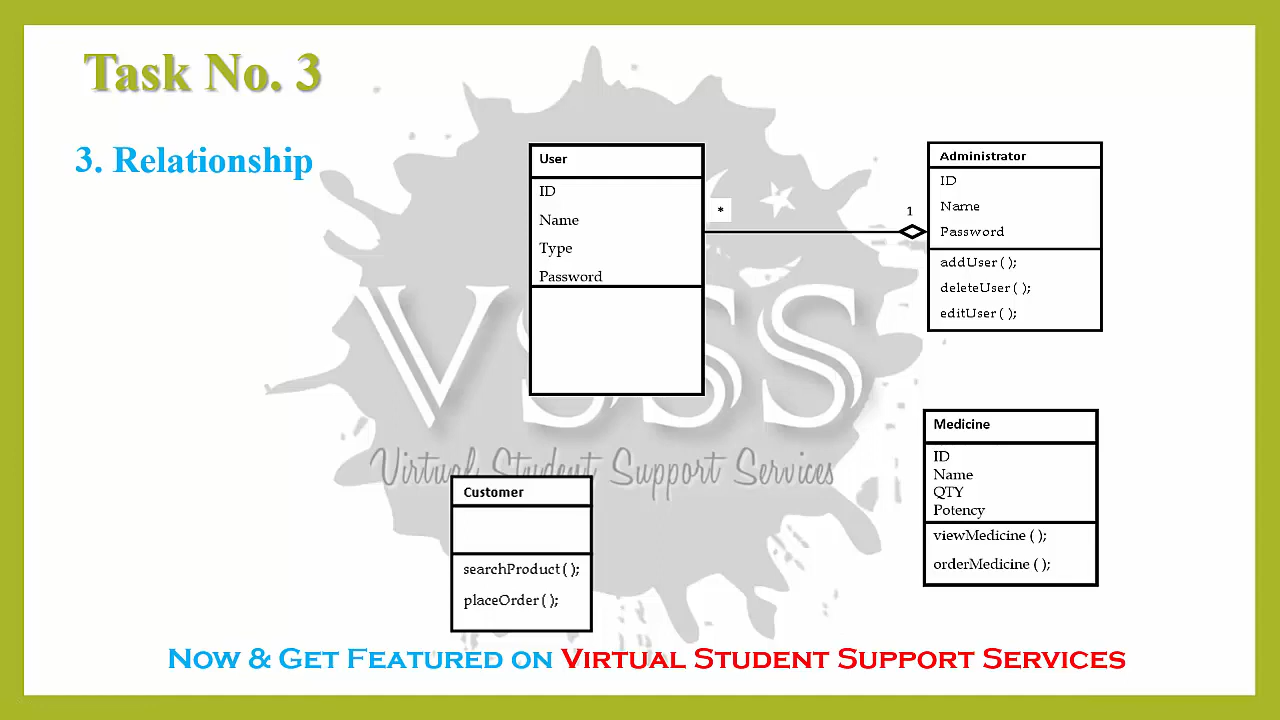 Task No. 3
3. Relationship
User
ID
Name
Type
Password
*
1
Administrator
ID
Name
Password
addUser ( );
deleteUser ( );
editUser ( );
VSSS
Virtual Student Support Services
Customer
searchProduct ( );
placeOrder ( );
Medicine
ID
Name
QTY
Potency
viewMedicine ( );
orderMedicine ( );
Now & Get Featured on Virtual Student Support Services